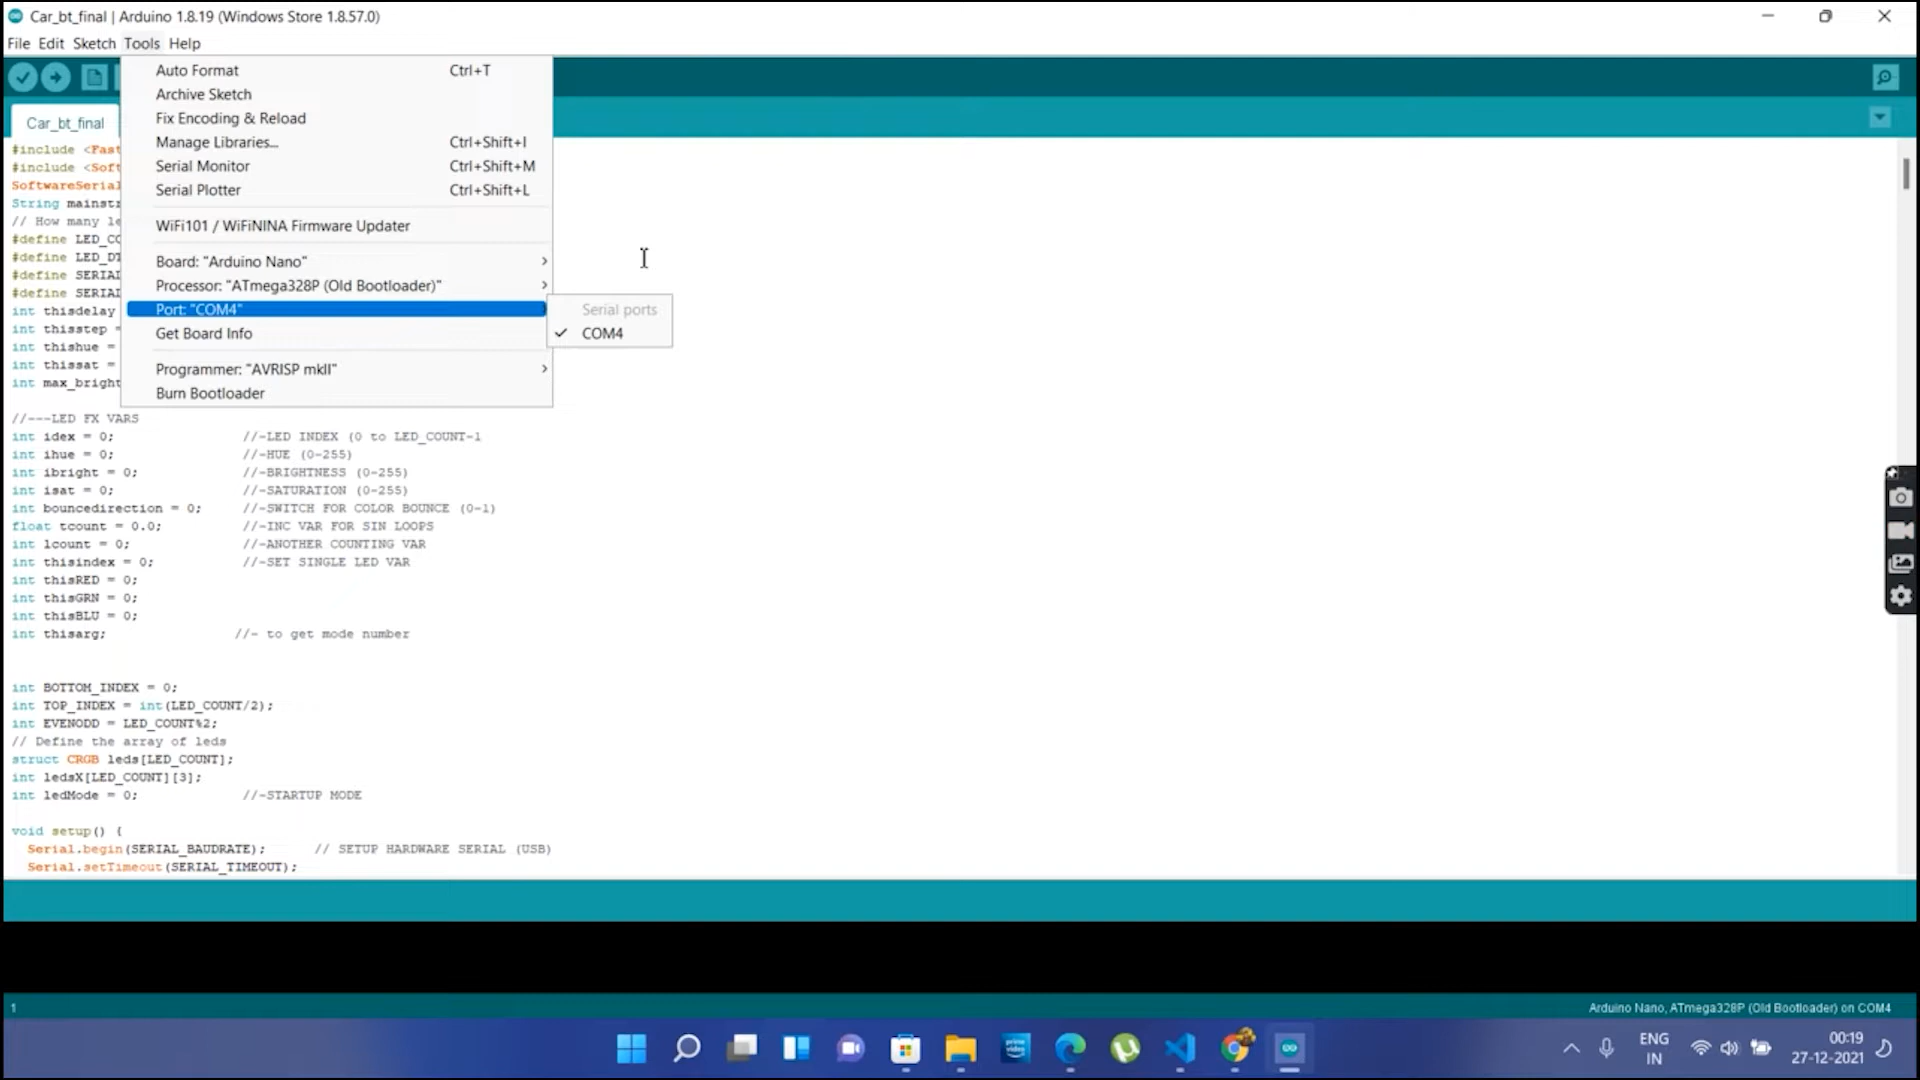 Car_bt_final | Arduino 1.8.19 (Windows Store 1.8.57.0)
File Edit Sketch Tools Help
Auto Format Ctrl+T
Archive Sketch
Fix Encoding & Reload
Manage Libraries... Ctrl+Shift+I
Serial Monitor Ctrl+Shift+M
Serial Plotter Ctrl+Shift+L
WiFi101 / WiFiNINA Firmware Updater
Board: "Arduino Nano"
Processor: "ATmega328P (Old Bootloader)"
Port: "COM4"
Get Board Info
Programmer: "AVRISP mkII"
Burn Bootloader
Serial ports
COM4
Car_bt_final
#include <Fast
#include <Soft
SoftwareSerial
String mainstr
// How many le
#define LED_CO
#define LED_DT
#define SERIAL
#define SERIAL
int thisdelay
int thisstep =
int thishue =
int thissat =
int max_bright
//---LED FX VARS
int idex = 0; //-LED INDEX (0 to LED_COUNT-1
int ihue = 0; //-HUE (0-255)
int ibright = 0; //-BRIGHTNESS (0-255)
int isat = 0; //-SATURATION (0-255)
int bouncedirection = 0; //-SWITCH FOR COLOR BOUNCE (0-1)
float tcount = 0.0; //-INC VAR FOR SIN LOOPS
int lcount = 0; //-ANOTHER COUNTING VAR
int thisindex = 0; //-SET SINGLE LED VAR
int thisRED = 0;
int thisGRN = 0;
int thisBLU = 0;
int thisarg; //- to get mode number
int BOTTOM_INDEX = 0;
int TOP_INDEX = int(LED_COUNT/2);
int EVENODD = LED_COUNT%2;
// Define the array of leds
struct CRGB leds[LED_COUNT];
int ledsX[LED_COUNT][3];
int ledMode = 0; //-STARTUP MODE
void setup() {
Serial.begin(SERIAL_BAUDRATE); // SETUP HARDWARE SERIAL (USB)
Serial.setTimeout(SERIAL_TIMEOUT);
1
Arduino Nano, ATmega328P (Old Bootloader) on COM4
prime video
ENG
IN
00:19
27-12-2021